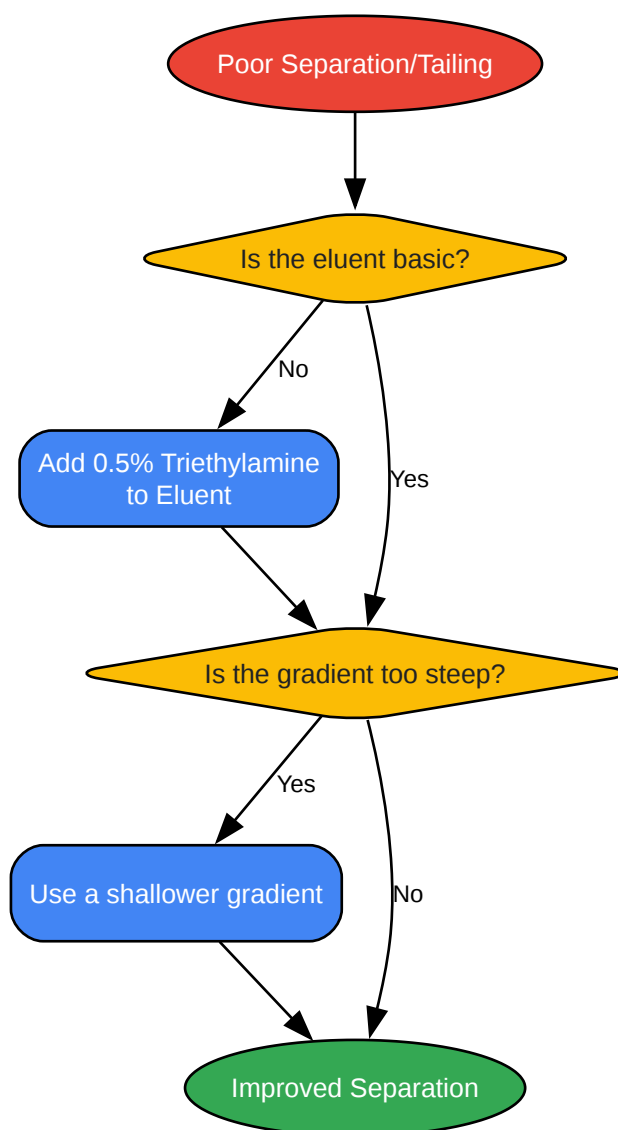 Poor Separation/Tailing
Is the eluent basic?
No
Add 0.5% Triethylamine
to Eluent
Yes
Is the gradient too steep?
Yes
Use a shallower gradient
No
Improved Separation